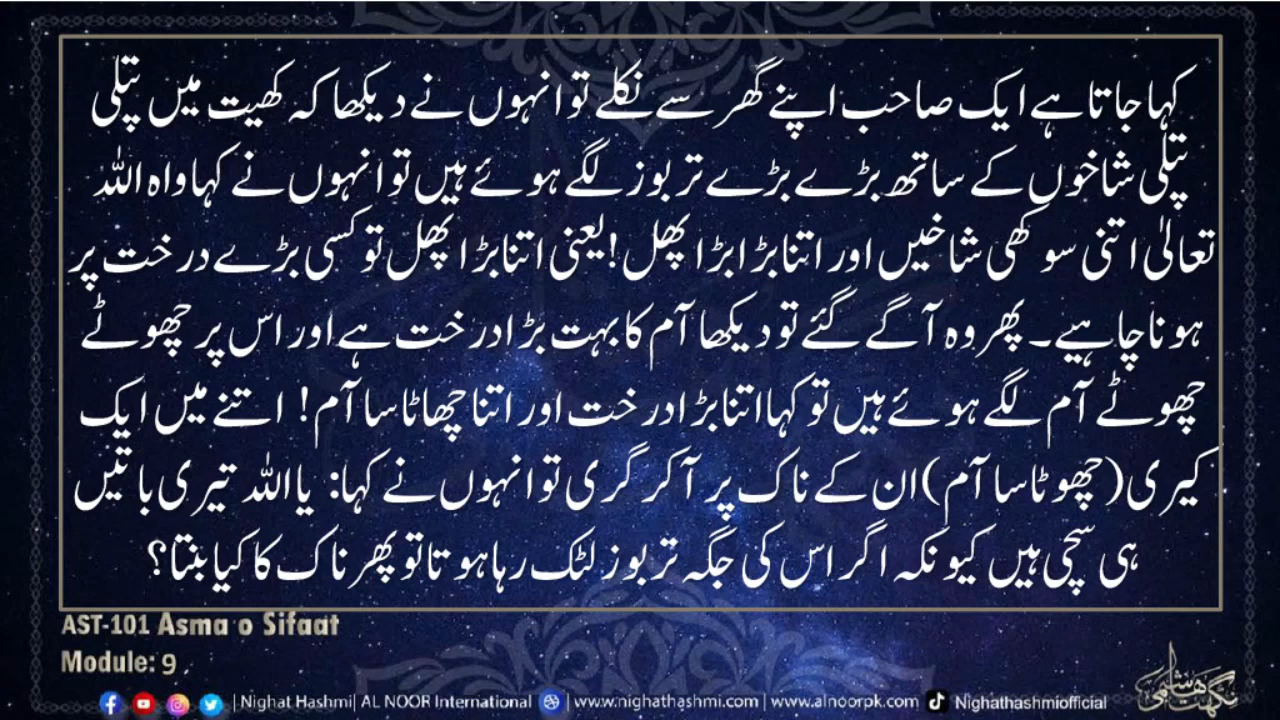 کہا جاتا ہے ایک صاحب اپنے گھر سے نکلے تو انہوں نے دیکھا کہ کھیت میں پتلی
پتلی شاخوں کے ساتھ بڑے بڑے تربوز لگے ہوئے ہیں تو انہوں نے کہا واہ اللہ
تعالٰی اتنی سوکھی شاخیں اور اتنا بڑا بڑا پھل! یعنی اتنا بڑا پھل تو کسی بڑے درخت پر
ہونا چاہیے۔ پھر وہ آگے گئے تو دیکھا آم کا بہت بڑا درخت ہے اور اس پر چھوٹے
چھوٹے آم لگے ہوئے ہیں تو کہا اتنا بڑا درخت اور اتنا چھاٹا سا آم! اتنے میں ایک
کیری (چھوٹا سا آم) ان کے ناک پر آ کر گری تو انہوں نے کہا: یا اللہ تیری باتیں
ہی سچی ہیں کیونکہ اگر اس کی جگہ تربوز لٹک رہا ہوتا تو پھر ناک کا کیا بنتا؟
AST-101 Asma o Sifaat
Module: 9
| Nighat Hashmi| AL NOOR International | www.nighathashmi.com | www.alnoorpk.com Nighathashmiofficial
نگہت ہاشمی